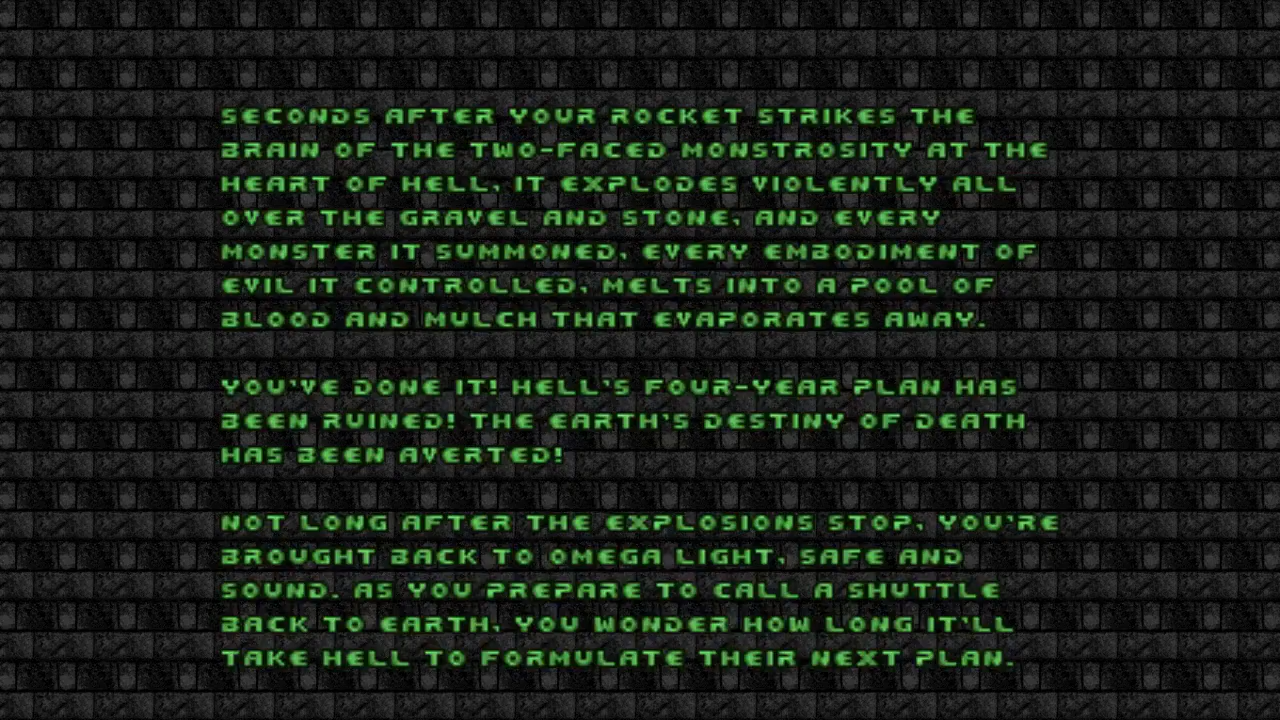 SECONDS AFTER YOUR ROCKET STRIKES THE
BRAIN OF THE TWO-FACED MONSTROSITY AT THE
HEART OF HELL, IT EXPLODES VIOLENTLY ALL
OVER THE GRAVEL AND STONE, AND EVERY
MONSTER IT SUMMONED, EVERY EMBODIMENT OF
EVIL IT CONTROLLED, MELTS INTO A POOL OF
BLOOD AND MULCH THAT EVAPORATES AWAY.
YOU'VE DONE IT! HELL'S FOUR-YEAR PLAN HAS
BEEN RUINED! THE EARTH'S DESTINY OF DEATH
HAS BEEN AVERTED!
NOT LONG AFTER THE EXPLOSIONS STOP, YOU'RE
BROUGHT BACK TO OMEGA LIGHT, SAFE AND
SOUND. AS YOU PREPARE TO CALL A SHUTTLE
BACK TO EARTH, YOU WONDER HOW LONG IT'LL
TAKE HELL TO FORMULATE THEIR NEXT PLAN.